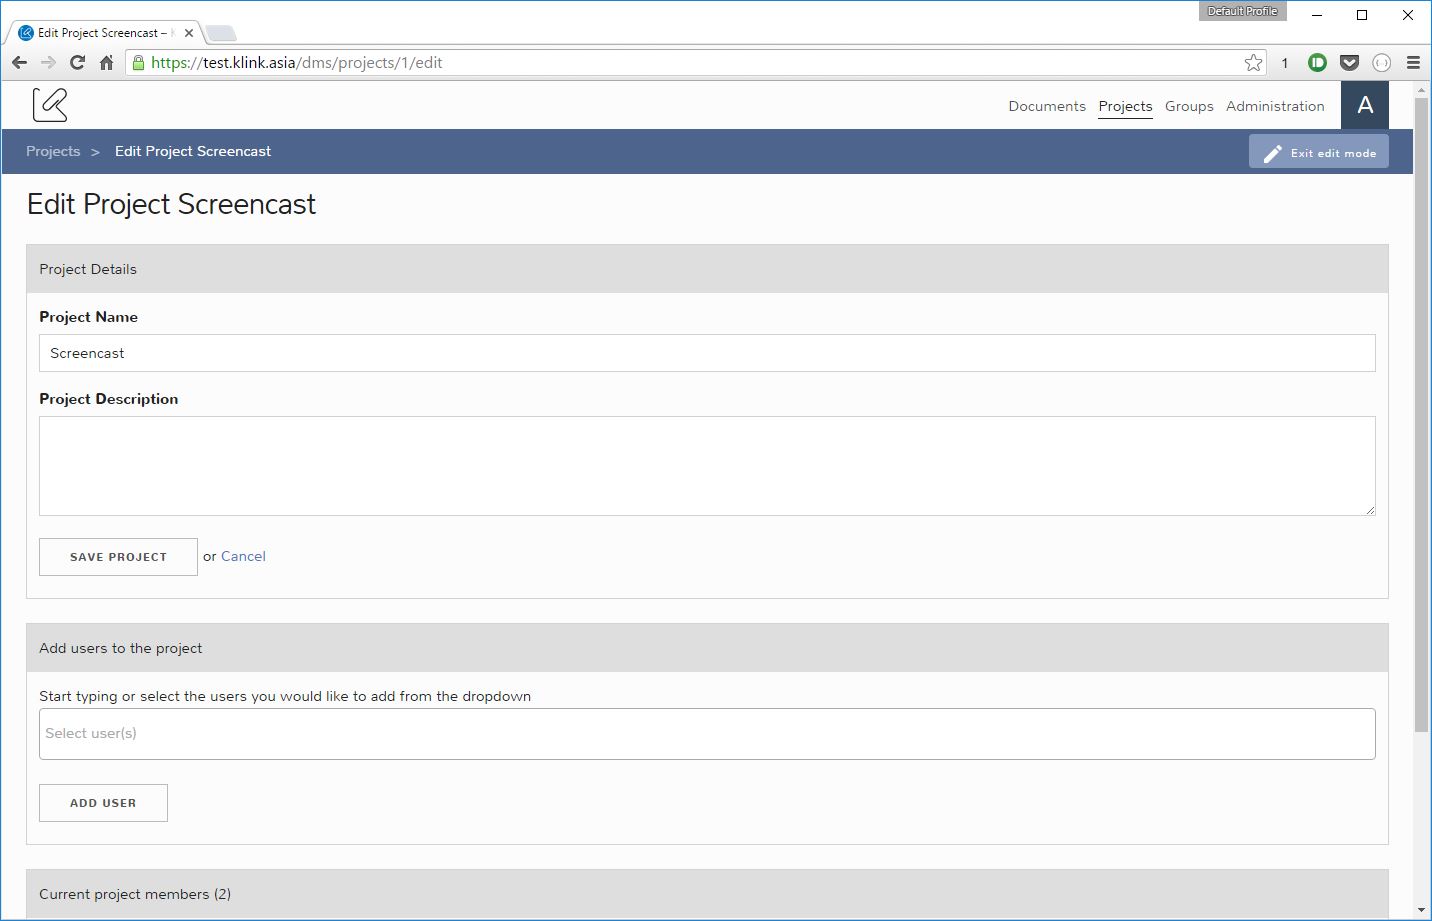 Default Profile
Edit Project Screencast –
https://test.klink.asia/dms/projects/1/edit
1
Documents Projects Groups Administration A
Projects > Edit Project Screencast
Exit edit mode
Edit Project Screencast
Project Details
Project Name
Screencast
Project Description
SAVE PROJECT or Cancel
Add users to the project
Start typing or select the users you would like to add from the dropdown
Select user(s)
ADD USER
Current project members (2)